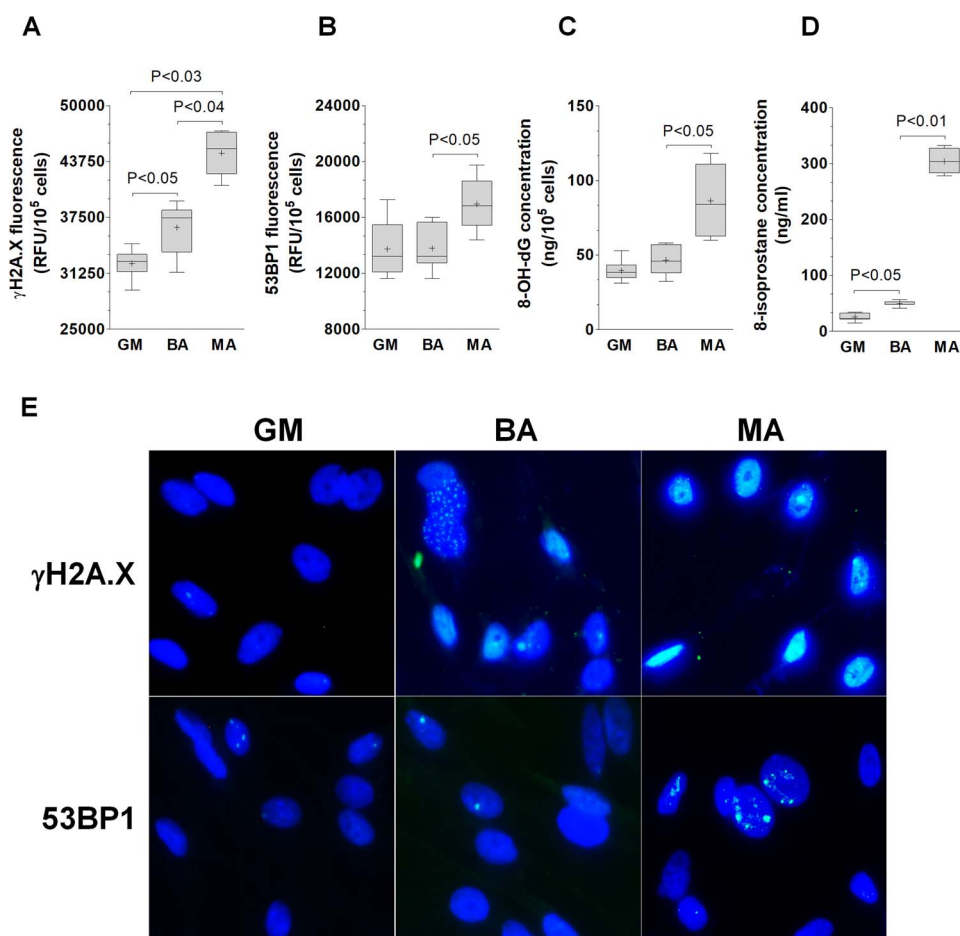 A
B
C
D
P<0.03
P<0.04
P<0.05
γH2A.X fluorescence
(RFU/10⁵ cells)
50000
43750
37500
31250
25000
GM BA MA
P<0.05
53BP1 fluorescence
(RFU/10⁵ cells)
24000
20000
16000
12000
8000
GM BA MA
P<0.05
8-OH-dG concentration
(ng/10⁵ cells)
150
100
50
0
GM BA MA
P<0.01
P<0.05
8-isoprostane concentration
(ng/ml)
400
300
200
100
0
GM BA MA
E
GM BA MA
γH2A.X
53BP1